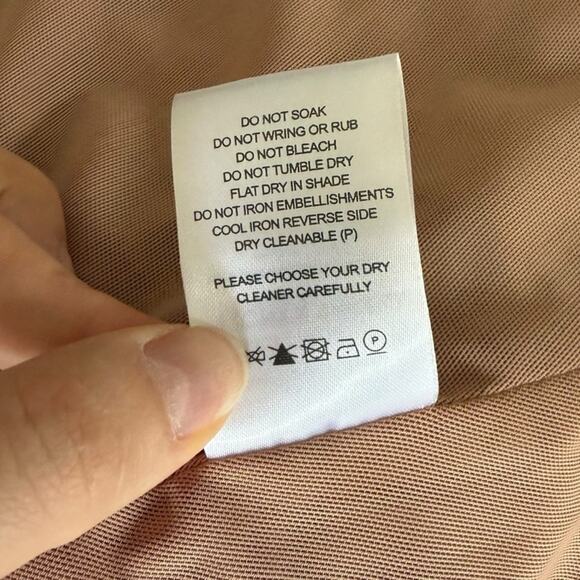 DO NOT SOAK
DO NOT WRING OR RUB
DO NOT BLEACH
DO NOT TUMBLE DRY
FLAT DRY IN SHADE
DO NOT IRON EMBELLISHMENTS
COOL IRON REVERSE SIDE
DRY CLEANABLE (P)
PLEASE CHOOSE YOUR DRY
CLEANER CAREFULLY
P